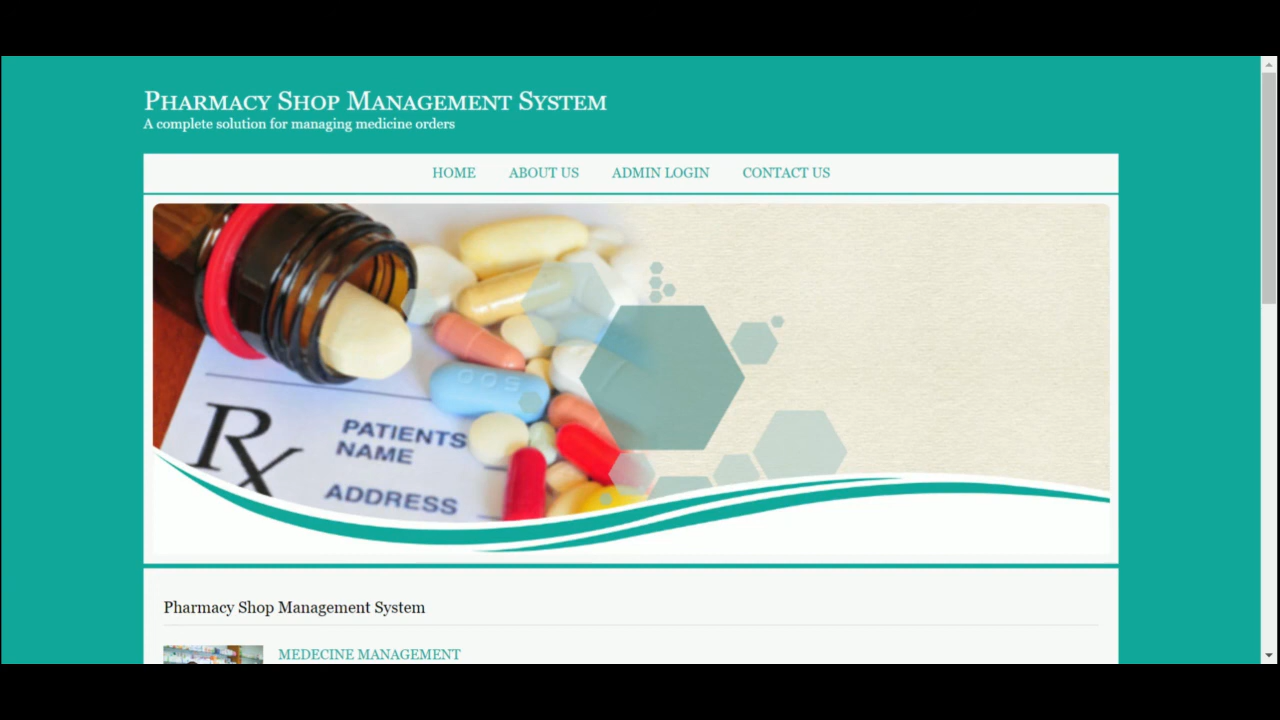 Pharmacy Shop Management System
A complete solution for managing medicine orders
HOME ABOUT US ADMIN LOGIN CONTACT US
Rx
PATIENTS
NAME
ADDRESS
Pharmacy Shop Management System
MEDECINE MANAGEMENT